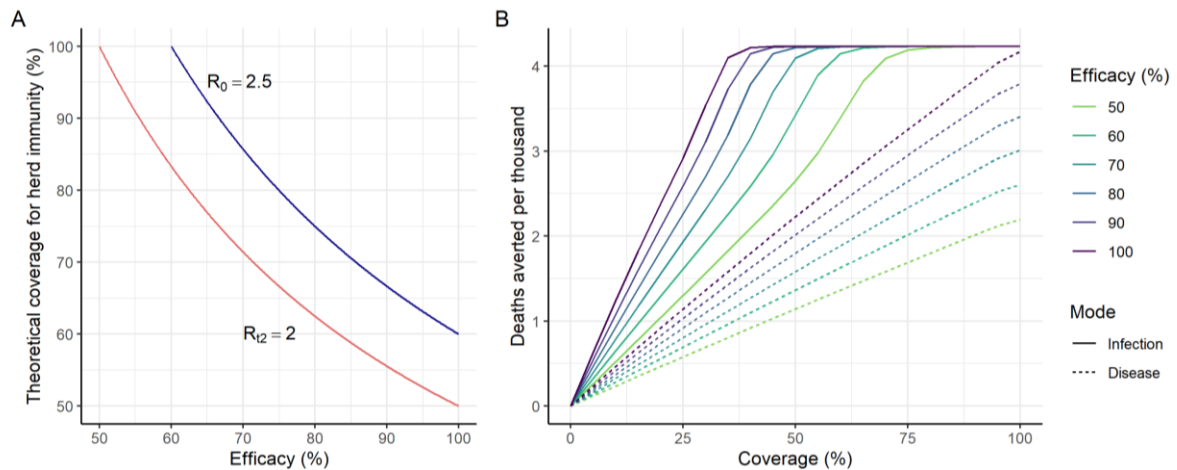 A
Theoretical coverage for herd immunity (%)
100
90
80
70
60
50
R₀ = 2.5
Rₜ₂ = 2
50 60 70 80 90 100
Efficacy (%)
B
Deaths averted per thousand
4
3
2
1
0
0 25 50 75 100
Coverage (%)
Efficacy (%)
50
60
70
80
90
100
Mode
Infection
Disease